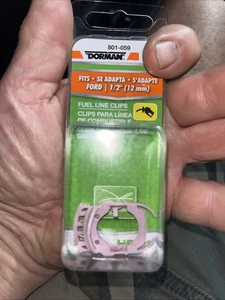 801-059
DORMAN®
FITS • SE ADAPTA • S'ADAPTE
FORD | 1/2" (12 mm)
FUEL LINE CLIPS
CLIPS PARA LÍNEA
DE COMBUSTIBLE